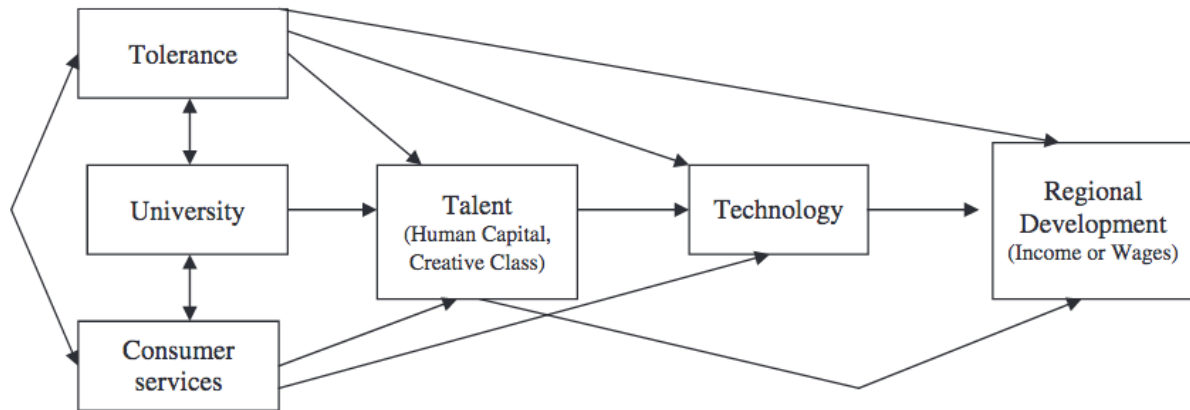 Tolerance
University
Consumer
services
Talent
(Human Capital,
Creative Class)
Technology
Regional
Development
(Income or Wages)